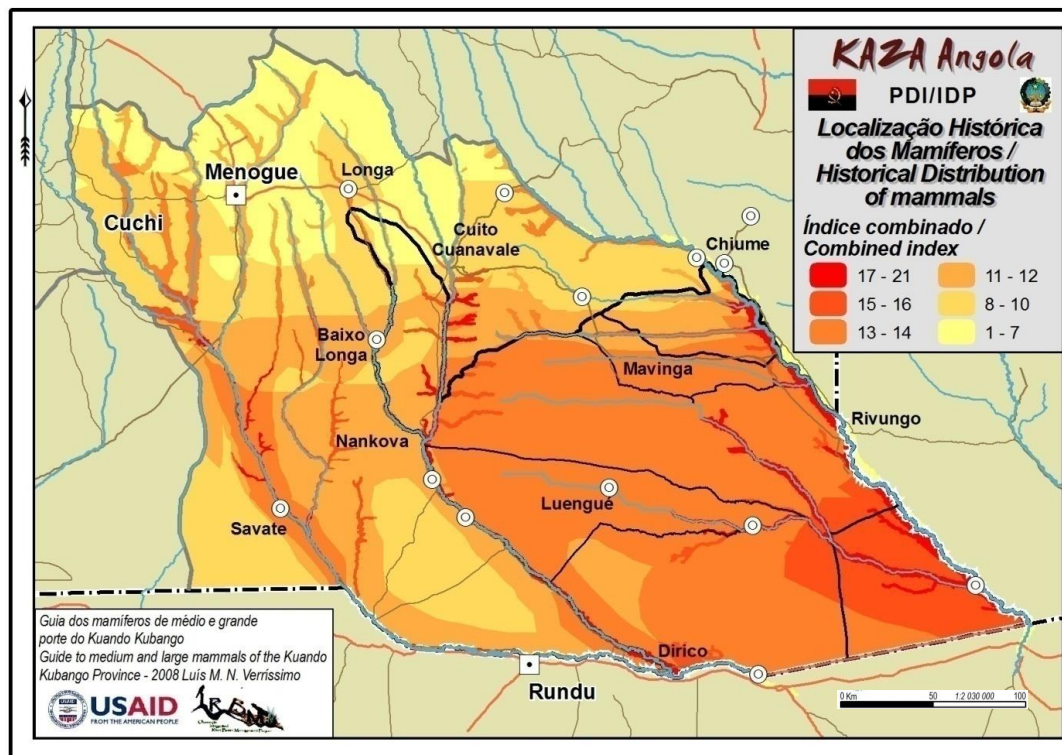 KAZA Angola
PDI/IDP
Localização Histórica
dos Mamíferos /
Historical Distribution
of mammals
Índice combinado /
Combined index
17 - 21
15 - 16
13 - 14
11 - 12
8 - 10
1 - 7
Menogue
Longa
Cuchi
Cuito
Cuanavale
Chiume
Baixo
Longa
Mavinga
Rivungo
Nankova
Luengué
Savate
Dírico
Rundu
Guia dos mamíferos de médio e grande
porte do Kuando Kubango
Guide to medium and large mammals of the Kuando
Kubango Province - 2008 Luís M. N. Veríssimo
USAID
FROM THE AMERICAN PEOPLE
0 Km 50 1:2 030 000 100